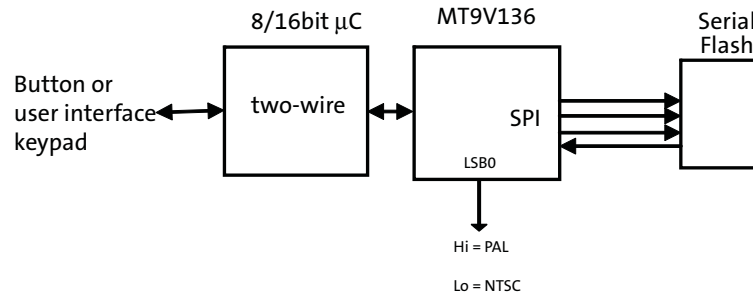 8/16bit μC
MT9V136
Serial
Flash
Button or
user interface
keypad
two-wire
SPI
LSB0
Hi = PAL
Lo = NTSC